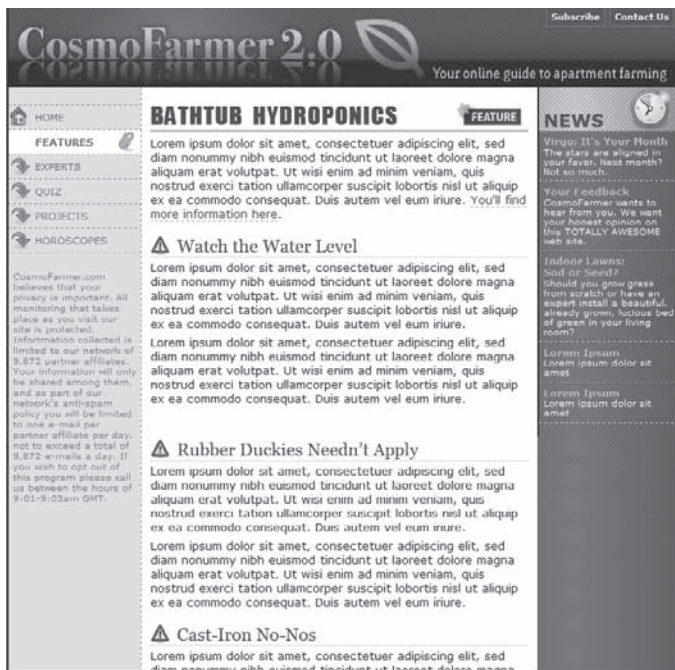 Subscribe Contact Us
CosmoFarmer 2.0
Your online guide to apartment farming
HOME
FEATURES
EXPERTS
QUIZ
PROJECTS
HOROSCOPES
CosmoFarmer.com
believes that your
privacy is important. All
monitoring that takes
place as you visit our
site is protected.
Information collected is
limited to our network of
9,872 partner affiliates.
Your information will only
be shared among them,
and as part of our
network's anti-spam
policy you will be limited
to one e-mail per
partner affiliate per day,
not to exceed a total of
9,872 e-mails a day. If
you wish to opt out of
this program please call
us between the hours of
9:01-9:03am GMT.
BATHTUB HYDROPONICS
FEATURE
Lorem ipsum dolor sit amet, consectetuer adipiscing elit, sed
diam nonummy nibh euismod tincidunt ut laoreet dolore magna
aliquam erat volutpat. Ut wisi enim ad minim veniam, quis
nostrud exerci tation ullamcorper suscipit lobortis nisl ut aliquip
ex ea commodo consequat. Duis autem vel eum iriure. You'll find
more information here.
Watch the Water Level
Lorem ipsum dolor sit amet, consectetuer adipiscing elit, sed
diam nonummy nibh euismod tincidunt ut laoreet dolore magna
aliquam erat volutpat. Ut wisi enim ad minim veniam, quis
nostrud exerci tation ullamcorper suscipit lobortis nisl ut aliquip
ex ea commodo consequat. Duis autem vel eum iriure.
Lorem ipsum dolor sit amet, consectetuer adipiscing elit, sed
diam nonummy nibh euismod tincidunt ut laoreet dolore magna
aliquam erat volutpat. Ut wisi enim ad minim veniam, quis
nostrud exerci tation ullamcorper suscipit lobortis nisl ut aliquip
ex ea commodo consequat. Duis autem vel eum iriure.
Rubber Duckies Needn't Apply
Lorem ipsum dolor sit amet, consectetuer adipiscing elit, sed
diam nonummy nibh euismod tincidunt ut laoreet dolore magna
aliquam erat volutpat. Ut wisi enim ad minim veniam, quis
nostrud exerci tation ullamcorper suscipit lobortis nisl ut aliquip
ex ea commodo consequat. Duis autem vel eum iriure.
Lorem ipsum dolor sit amet, consectetuer adipiscing elit, sed
diam nonummy nibh euismod tincidunt ut laoreet dolore magna
aliquam erat volutpat. Ut wisi enim ad minim veniam, quis
nostrud exerci tation ullamcorper suscipit lobortis nisl ut aliquip
ex ea commodo consequat. Duis autem vel eum iriure.
Cast-Iron No-Nos
Lorem ipsum dolor sit amet, consectetuer adipiscing elit, sed
diam nonummy nibh euismod tincidunt ut laoreet dolore magna
NEWS
Virgo: It's Your Month
The stars are aligned in
your favor. Next month?
Not so much.
Your Feedback
CosmoFarmer wants to
hear from you. We want
your honest opinion on
this TOTALLY AWESOME
web site.
Indoor Lawns:
Sod or Seed?
Should you grow grass
from scratch or have an
expert install a beautiful,
already grown, lucious bed
of green in your living
room?
Lorem Ipsum
Lorem ipsum dolor sit
amet
Lorem Ipsum
Lorem ipsum dolor sit
amet